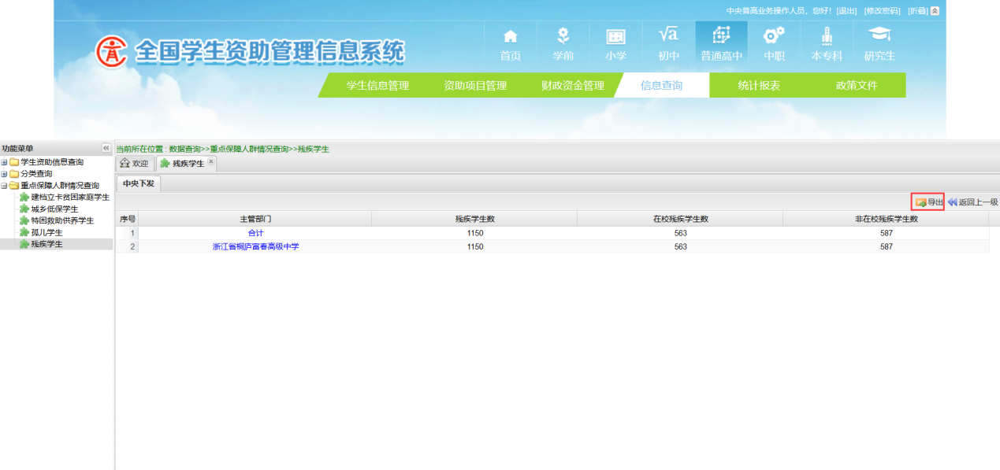 中央普高业务操作人员，您好！ [退出] [修改密码] [折叠]
全国学生资助管理信息系统
首页 学前 小学 初中 普通高中 中职 本专科 研究生
学生信息管理 资助项目管理 财政资金管理 信息查询 统计报表 政策文件
功能菜单
学生资助信息查询
分类查询
重点保障人群情况查询
建档立卡贫困家庭学生
城乡低保学生
特困救助供养学生
孤儿学生
残疾学生
当前所在位置 : 数据查询>>重点保障人群情况查询>>残疾学生
欢迎 残疾学生
中央下发
导出 返回上一级
序号 主管部门 残疾学生数 在校残疾学生数 非在校残疾学生数
1 合计 1150 563 587
2 浙江省桐庐富春高级中学 1150 563 587